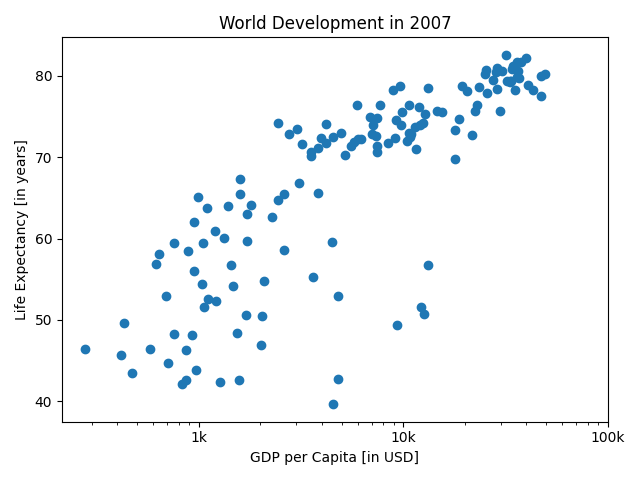 World Development in 2007
Life Expectancy [in years]
80
70
60
50
40
1k
10k
100k
GDP per Capita [in USD]